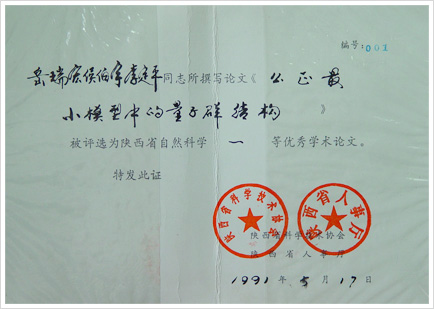 编号:001
岳瑞宏侯伯宇李廷平同志所撰写论文《公正最
小模型中的量子群结构》
被评选为陕西省自然科学一等优秀学术论文。
特发此证
陕西省科学技术协会
陕西省人事厅
陕西省科学技术协会
陕西省人事厅
1991年5月17日